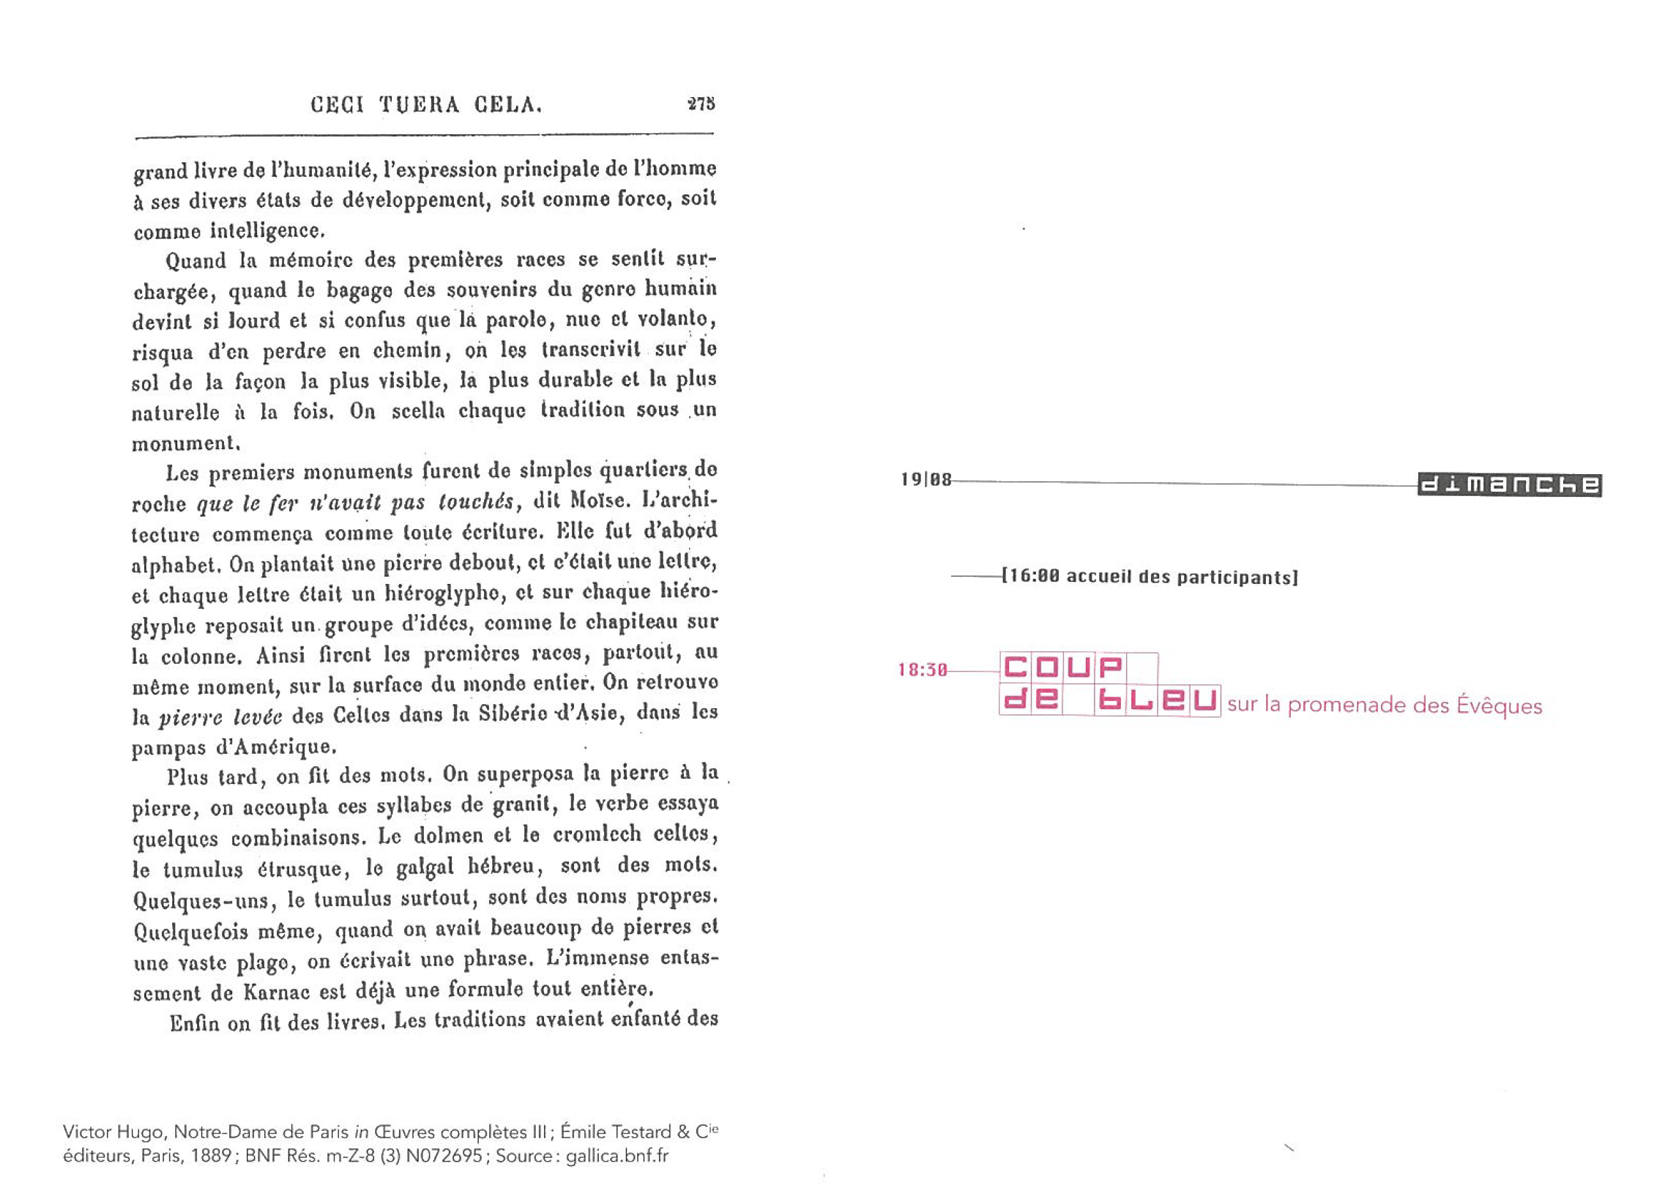 CECI TUERA CELA. 275
grand livre de l'humanité, l'expression principale de l'homme
à ses divers états de développement, soit comme force, soit
comme intelligence.
Quand la mémoire des premières races se sentit sur-
chargée, quand le bagage des souvenirs du genre humain
devint si lourd et si confus que la parole, nue et volante,
risqua d'en perdre en chemin, on les transcrivit sur le
sol de la façon la plus visible, la plus durable et la plus
naturelle à la fois. On scella chaque tradition sous un
monument.
Les premiers monuments furent de simples quartiers de
roche que le fer n'avait pas touchés, dit Moïse. L'archi-
tecture commença comme toute écriture. Elle fut d'abord
alphabet. On plantait une pierre debout, et c'était une lettre,
et chaque lettre était un hiéroglyphe, et sur chaque hiéro-
glyphe reposait un groupe d'idées, comme le chapiteau sur
la colonne. Ainsi firent les premières races, partout, au
même moment, sur la surface du monde entier. On retrouve
la pierre levée des Celtes dans la Sibérie d'Asie, dans les
pampas d'Amérique.
Plus tard, on fit des mots. On superposa la pierre à la
pierre, on accoupla ces syllabes de granit, le verbe essaya
quelques combinaisons. Le dolmen et le cromlech celtes,
le tumulus étrusque, le galgal hébreu, sont des mots.
Quelques-uns, le tumulus surtout, sont des noms propres.
Quelquefois même, quand on avait beaucoup de pierres et
une vaste plage, on écrivait une phrase. L'immense entas-
sement de Karnac est déjà une formule tout entière.
Enfin on fit des livres. Les traditions avaient enfanté des
Victor Hugo, Notre-Dame de Paris in Œuvres complètes III ; Émile Testard & Cie
éditeurs, Paris, 1889 ; BNF Rés. m-Z-8 (3) N072695 ; Source : gallica.bnf.fr
19|08 dimanche
[16:00 accueil des participants]
18:30 COUP
de bleu sur la promenade des Évêques